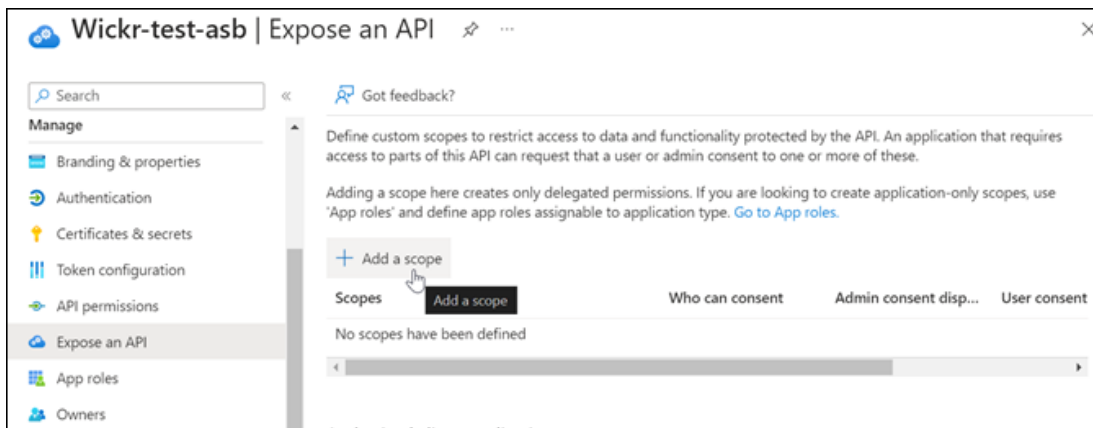 Wickr-test-asb | Expose an API
Search
Got feedback?
Manage
Branding & properties
Authentication
Certificates & secrets
Token configuration
API permissions
Expose an API
App roles
Owners
Define custom scopes to restrict access to data and functionality protected by the API. An application that requires
access to parts of this API can request that a user or admin consent to one or more of these.
Adding a scope here creates only delegated permissions. If you are looking to create application-only scopes, use
'App roles' and define app roles assignable to application type. Go to App roles.
Add a scope
Add a scope
Scopes Who can consent Admin consent disp... User consent
No scopes have been defined